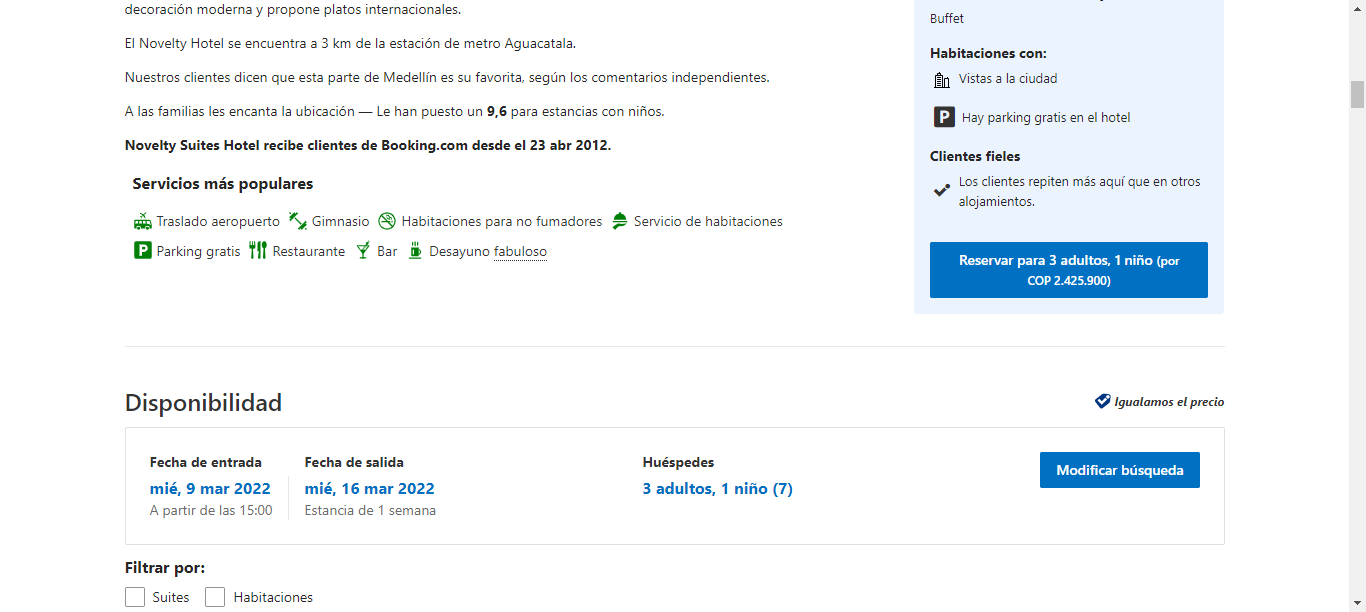 decoración moderna y propone platos internacionales.
El Novelty Hotel se encuentra a 3 km de la estación de metro Aguacatala.
Nuestros clientes dicen que esta parte de Medellín es su favorita, según los comentarios independientes.
A las familias les encanta la ubicación — Le han puesto un 9,6 para estancias con niños.
Novelty Suites Hotel recibe clientes de Booking.com desde el 23 abr 2012.
Servicios más populares
Traslado aeropuerto Gimnasio Habitaciones para no fumadores Servicio de habitaciones
P Parking gratis Restaurante Bar Desayuno fabuloso
Buffet
Habitaciones con:
Vistas a la ciudad
P Hay parking gratis en el hotel
Clientes fieles
Los clientes repiten más aquí que en otros
alojamientos.
Reservar para 3 adultos, 1 niño (por
COP 2.425.900)
Disponibilidad
Igualamos el precio
Fecha de entrada
mié, 9 mar 2022
A partir de las 15:00
Fecha de salida
mié, 16 mar 2022
Estancia de 1 semana
Huéspedes
3 adultos, 1 niño (7)
Modificar búsqueda
Filtrar por:
Suites Habitaciones